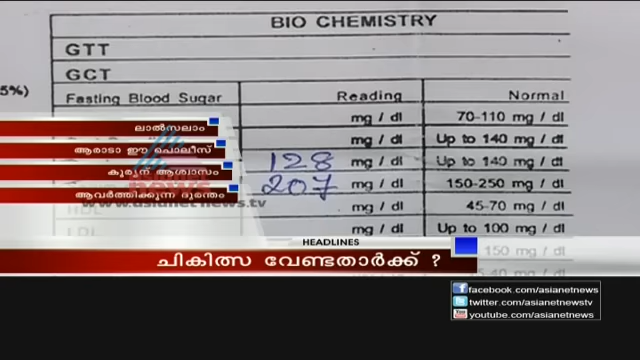 BIO CHEMISTRY
GTT
GCT
5%)
Fasting Blood Sugar Reading Normal
mg / dl 70-110 mg / dl
mg / dl Up to 140 mg / dl
128 mg / dl Up to 140 mg / dl
207 mg / dl 150-250 mg / dl
mg / dl 45-70 mg / dl
mg / dl Up to 100 mg / dl
150 mg / dl
ലാൽസലാം
ആരാടാ ഈ പൊലീസ്
കുര്യന് ആശ്വാസം
ആവർത്തിക്കുന്ന ദുരന്തം
www.asianetnews.tv
HEADLINES
ചികിത്സ വേണ്ടതാർക്ക് ?
facebook.com/asianetnews
twitter.com/asianetnewstv
youtube.com/asianetnews